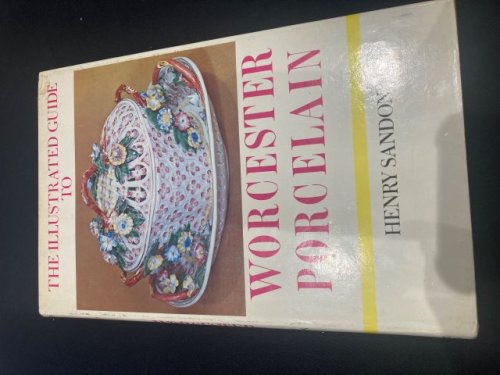 THE ILLUSTRATED GUIDE
TO
WORCESTER
PORCELAIN
HENRY SANDON